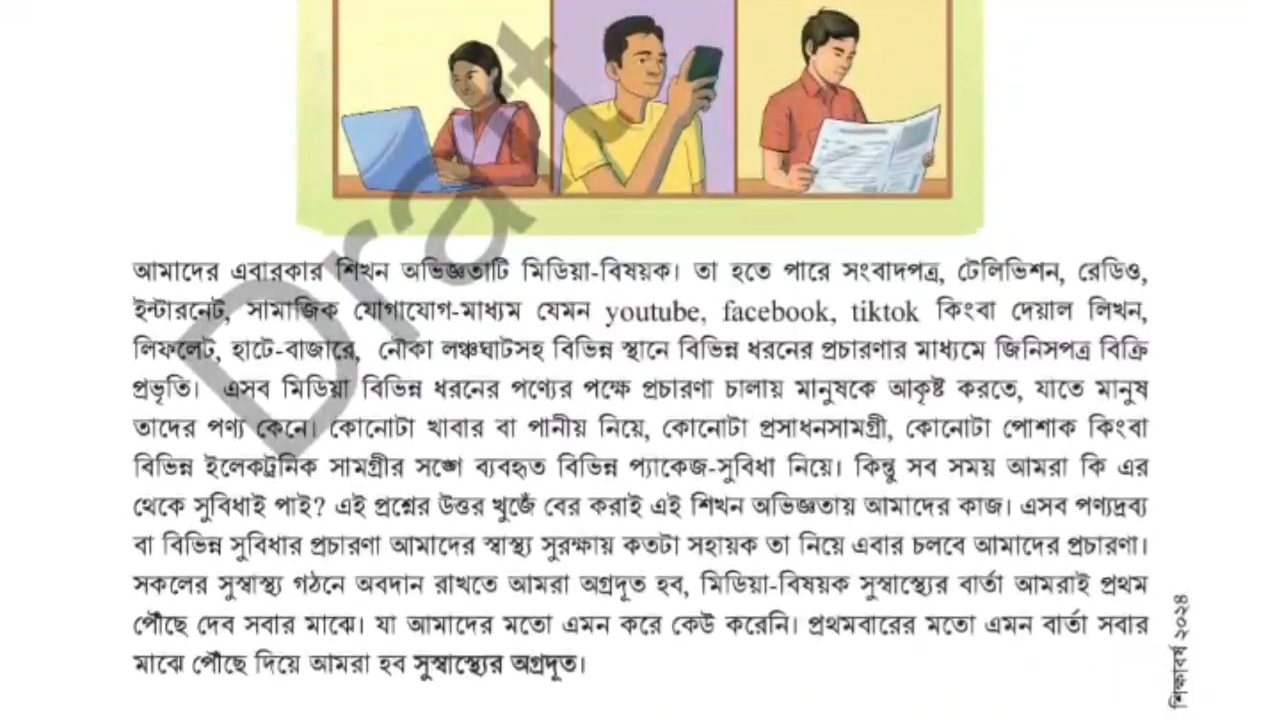 আমাদের এবারকার শিখন অভিজ্ঞতাটি মিডিয়া-বিষয়ক। তা হতে পারে সংবাদপত্র, টেলিভিশন, রেডিও,
ইন্টারনেট, সামাজিক যোগাযোগ-মাধ্যম যেমন youtube, facebook, tiktok কিংবা দেয়াল লিখন,
লিফলেট, হাটে-বাজারে, নৌকা লঞ্চঘাটসহ বিভিন্ন স্থানে বিভিন্ন ধরনের প্রচারণার মাধ্যমে জিনিসপত্র বিক্রি
প্রভৃতি। এসব মিডিয়া বিভিন্ন ধরনের পণ্যের পক্ষে প্রচারণা চালায় মানুষকে আকৃষ্ট করতে, যাতে মানুষ
তাদের পণ্য কেনে। কোনোটা খাবার বা পানীয় নিয়ে, কোনোটা প্রসাধনসামগ্রী, কোনোটা পোশাক কিংবা
বিভিন্ন ইলেকট্রনিক সামগ্রীর সঙ্গে ব্যবহৃত বিভিন্ন প্যাকেজ-সুবিধা নিয়ে। কিন্তু সব সময় আমরা কি এর
থেকে সুবিধাই পাই? এই প্রশ্নের উত্তর খুজেঁ বের করাই এই শিখন অভিজ্ঞতায় আমাদের কাজ। এসব পণ্যদ্রব্য
বা বিভিন্ন সুবিধার প্রচারণা আমাদের স্বাস্থ্য সুরক্ষায় কতটা সহায়ক তা নিয়ে এবার চলবে আমাদের প্রচারণা।
সকলের সুস্বাস্থ্য গঠনে অবদান রাখতে আমরা অগ্রদূত হব, মিডিয়া-বিষয়ক সুস্বাস্থ্যের বার্তা আমরাই প্রথম
পৌঁছে দেব সবার মাঝে। যা আমাদের মতো এমন করে কেউ করেনি। প্রথমবারের মতো এমন বার্তা সবার
মাঝে পৌঁছে দিয়ে আমরা হব সুস্বাস্থ্যের অগ্রদূত।
শিক্ষাবর্ষ ২০২৪
Draft